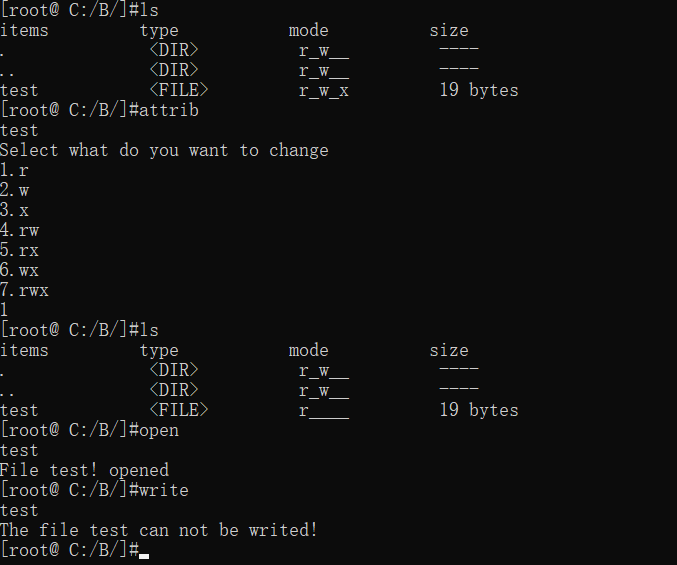 [root@ C:/B/]#ls
items type mode size
. <DIR> r_w__ ----
.. <DIR> r_w__ ----
test <FILE> r_w_x 19 bytes
[root@ C:/B/]#attrib
test
Select what do you want to change
1.r
2.w
3.x
4.rw
5.rx
6.wx
7.rwx
1
[root@ C:/B/]#ls
items type mode size
. <DIR> r_w__ ----
.. <DIR> r_w__ ----
test <FILE> r____ 19 bytes
[root@ C:/B/]#open
test
File test! opened
[root@ C:/B/]#write
test
The file test can not be writed!
[root@ C:/B/]#